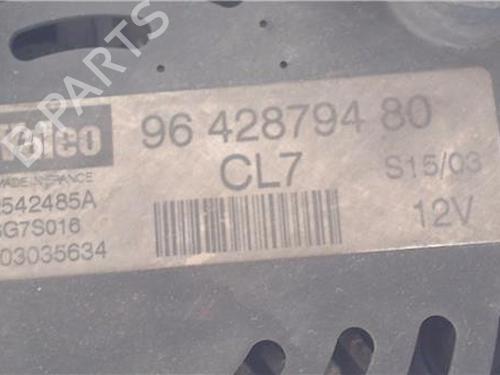 B-PARTS
Valeo
96 428794 80
CL7
S15/03
MADE IN FRANCE
2542485A
12V
SG7S016
03035634